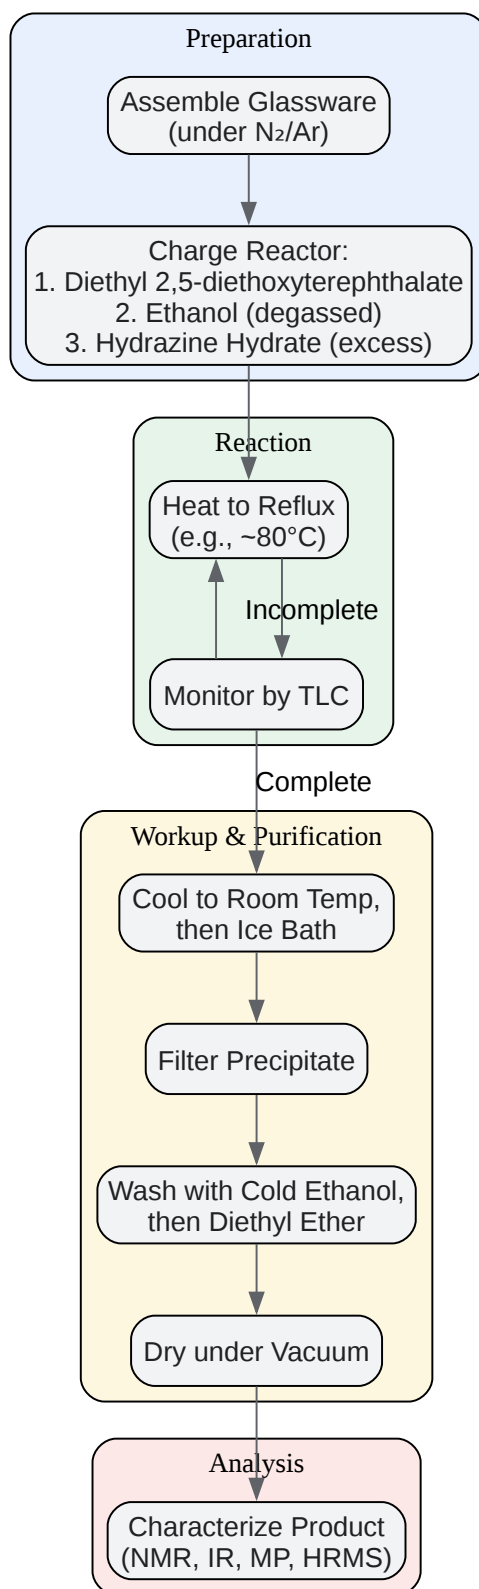 Preparation
Assemble Glassware
(under N₂/Ar)
Charge Reactor:
1. Diethyl 2,5-diethoxyterephthalate
2. Ethanol (degassed)
3. Hydrazine Hydrate (excess)
Reaction
Heat to Reflux
(e.g., ~80°C)
Incomplete
Monitor by TLC
Complete
Workup & Purification
Cool to Room Temp,
then Ice Bath
Filter Precipitate
Wash with Cold Ethanol,
then Diethyl Ether
Dry under Vacuum
Analysis
Characterize Product
(NMR, IR, MP, HRMS)